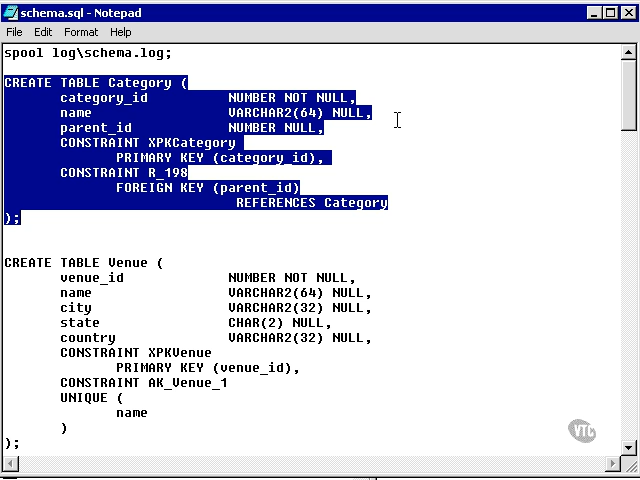 schema.sql - Notepad
File Edit Format Help
spool log\schema.log;
CREATE TABLE Category (
category_id NUMBER NOT NULL,
name VARCHAR2(64) NULL,
parent_id NUMBER NULL,
CONSTRAINT XPKCategory
PRIMARY KEY (category_id),
CONSTRAINT R_198
FOREIGN KEY (parent_id)
REFERENCES Category
);
CREATE TABLE Venue (
venue_id NUMBER NOT NULL,
name VARCHAR2(64) NULL,
city VARCHAR2(32) NULL,
state CHAR(2) NULL,
country VARCHAR2(32) NULL,
CONSTRAINT XPKVenue
PRIMARY KEY (venue_id),
CONSTRAINT AK_Venue_1
UNIQUE (
name
)
);
VTC